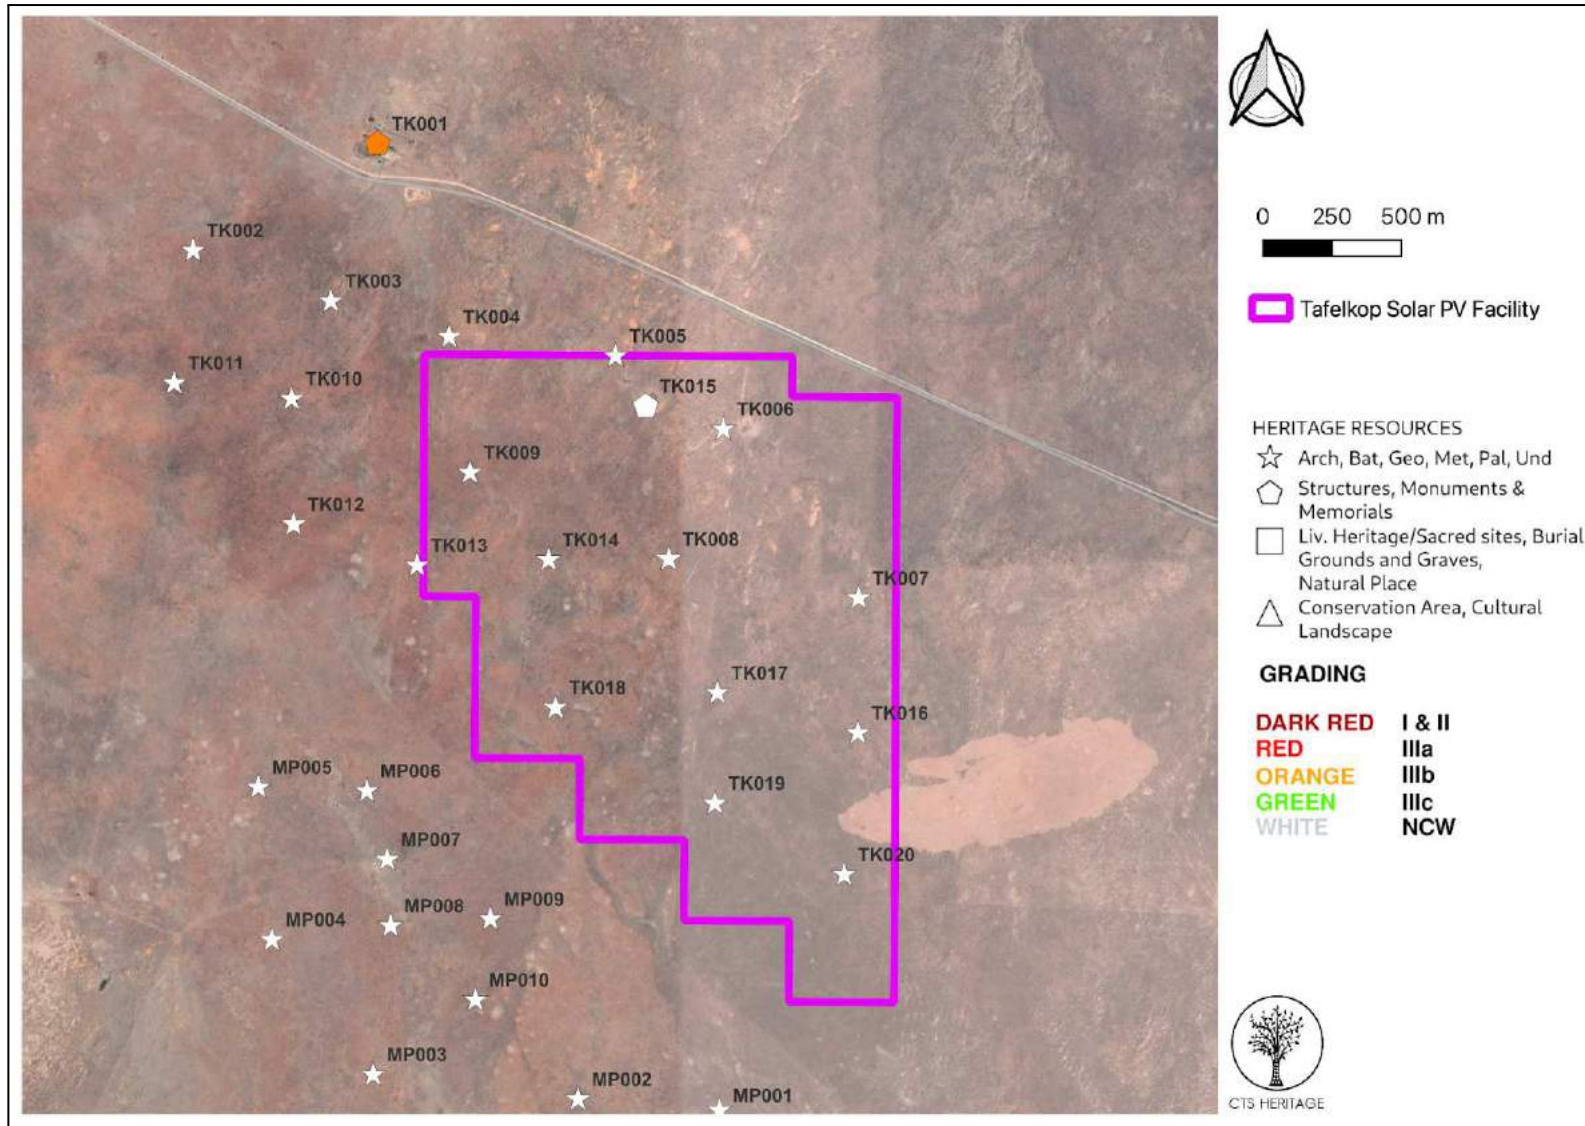 TK001
TK002
TK003
TK004
TK005
TK011
TK010
TK015
TK006
TK009
TK012
TK013
TK014
TK008
TK007
TK017
TK018
TK016
MP005
MP006
TK019
MP007
TK020
MP004
MP008
MP009
MP010
MP003
MP002
MP001
0 250 500 m
Tafelkop Solar PV Facility
HERITAGE RESOURCES
Arch, Bat, Geo, Met, Pal, Und
Structures, Monuments &
Memorials
Liv. Heritage/Sacred sites, Burial
Grounds and Graves,
Natural Place
Conservation Area, Cultural
Landscape
GRADING
DARK RED I & II
RED IIIa
ORANGE IIIb
GREEN IIIc
WHITE NCW
CTS HERITAGE